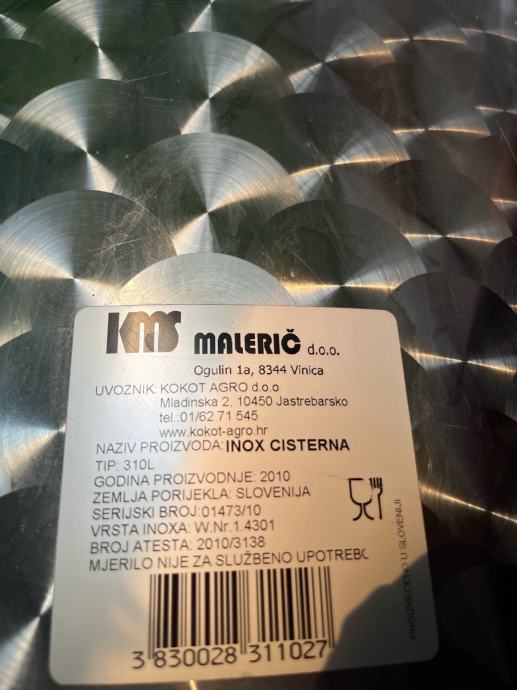 KMS MALERIČ d.o.o.
Ogulin 1a, 8344 Vinica
UVOZNIK: KOKOT AGRO d.o.o
Mladinska 2, 10450 Jastrebarsko
tel.:01/62 71 545
www.kokot-agro.hr
NAZIV PROIZVODA: INOX CISTERNA
TIP: 310L
GODINA PROIZVODNJE: 2010
ZEMLJA PORIJEKLA: SLOVENIJA
SERIJSKI BROJ:01473/10
VRSTA INOXA: W.Nr.1.4301
BROJ ATESTA: 2010/3138
MJERILO NIJE ZA SLUŽBENO UPOTREBO
PROIZVEDENO U SLOVENIJI
3 830028 311027